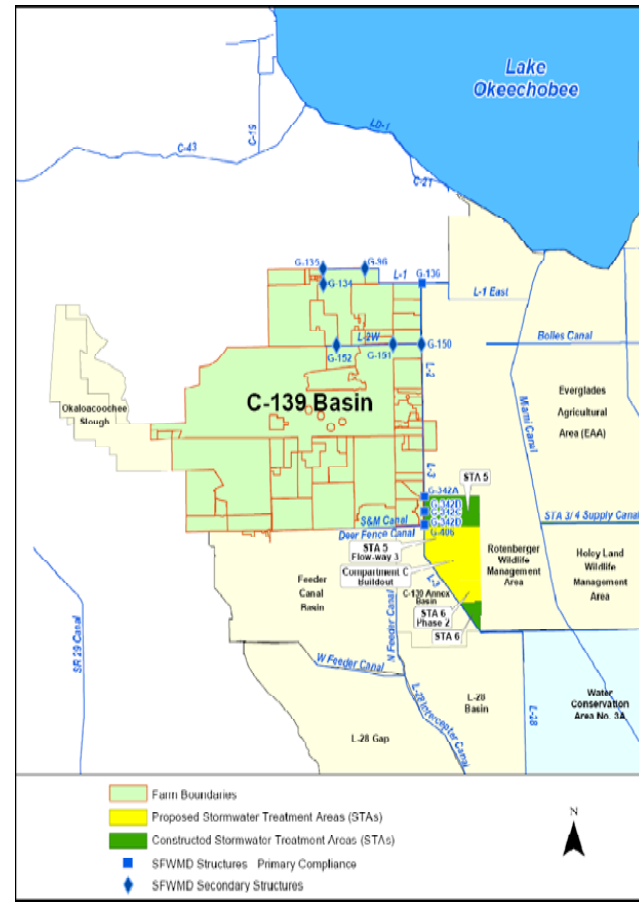 Lake
Okeechobee
C-19
C-43
LD-1
C-21
G-135
G-96
G-136
G-134
L-1
L-1 East
L-2W
G-152
G-151
G-150
Bolles Canal
L-2
Miami Canal
Okaloacoochee
Slough
C-139 Basin
Everglades
Agricultural
Area (EAA)
L-3
STA 5
G-342A
G-342C
G-342D
G-406
S&M Canal
Deer Fence Canal
STA 3/4 Supply Canal
STA 5
Flow-way 3
Compartment C
Buildout
Rotenberger
Wildlife
Management
Area
Holey Land
Wildlife
Management
Area
Feeder
Canal
Basin
L-3
C-139 Annex
Basin
STA 6
Phase 2
STA 6
N Feeder Canal
SR 29 Canal
W Feeder Canal
L-28 Interceptor Canal
L-28
Basin
L-28
Water
Conservation
Area No. 3A
L-28 Gap
Farm Boundaries
Proposed Stormwater Treatment Areas (STAs)
Constructed Stormwater Treatment Areas (STAs)
SFWMD Structures Primary Compliance
SFWMD Secondary Structures
N